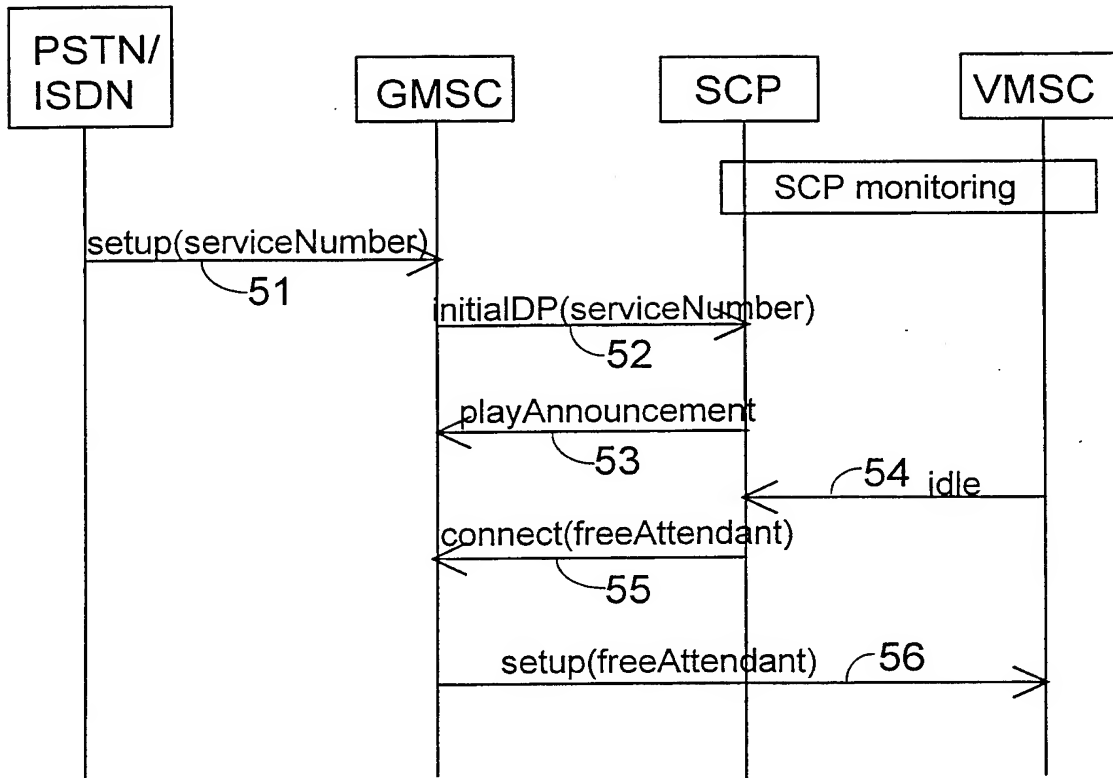 PSTN/
ISDN
GMSC
SCP
VMSC
SCP monitoring
setup(serviceNumber)
51
initialDP(serviceNumber)
52
playAnnouncement
53
54
idle
connect(freeAttendant)
55
setup(freeAttendant)
56